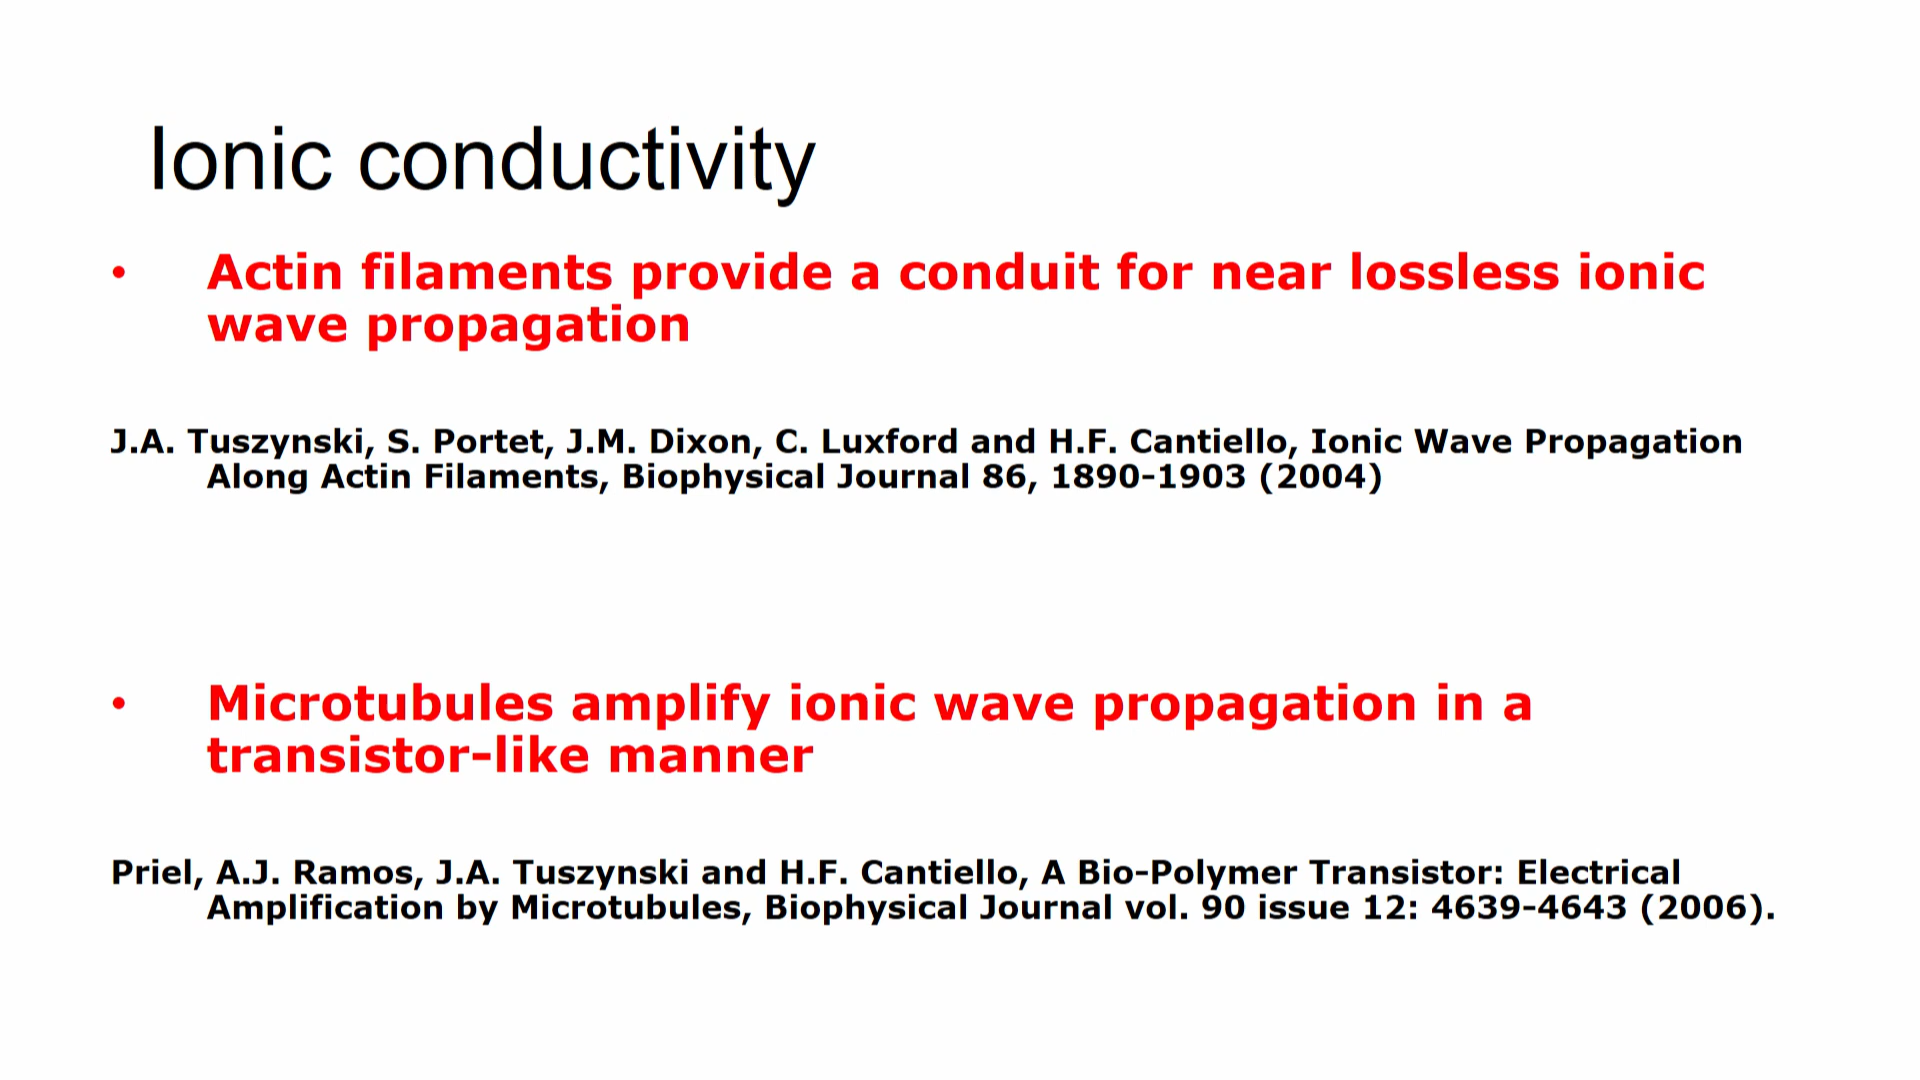 Ionic conductivity
• Actin filaments provide a conduit for near lossless ionic
wave propagation
J.A. Tuszynski, S. Portet, J.M. Dixon, C. Luxford and H.F. Cantiello, Ionic Wave Propagation
Along Actin Filaments, Biophysical Journal 86, 1890-1903 (2004)
• Microtubules amplify ionic wave propagation in a
transistor-like manner
Priel, A.J. Ramos, J.A. Tuszynski and H.F. Cantiello, A Bio-Polymer Transistor: Electrical
Amplification by Microtubules, Biophysical Journal vol. 90 issue 12: 4639-4643 (2006).